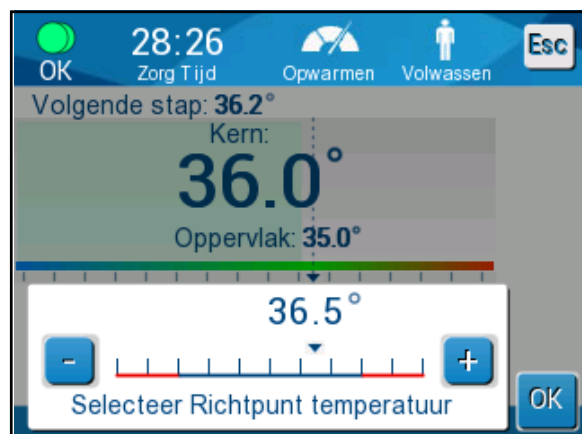 28:26
Esc
OK Zorg Tijd Opwarmen Volwassen
Volgende stap: 36.2°
Kern:
36.0°
Oppervlak: 35.0°
36.5°
- +
Selecteer Richtpunt temperatuur
OK